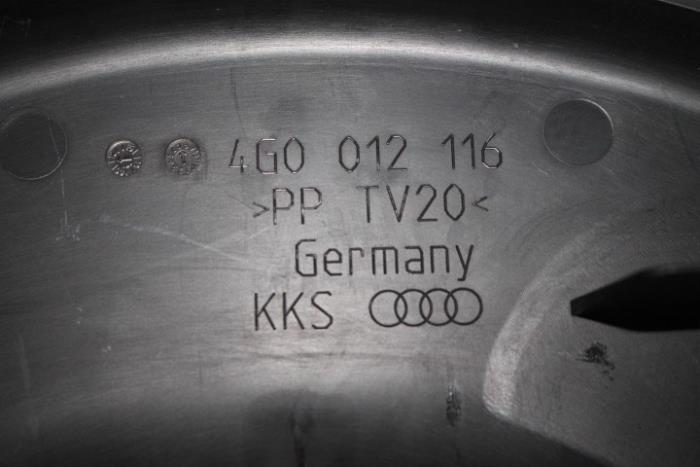 4G0 012 116
>PP TV20<
Germany
KKS